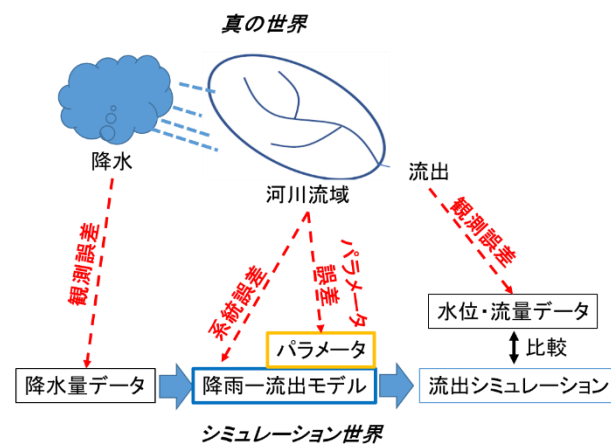 真の世界
降水
河川流域
流出
観測誤差
系統誤差
パラメータ
誤差
観測誤差
水位・流量データ
比較
パラメータ
降水量データ
降雨ー流出モデル
流出シミュレーション
シミュレーション世界